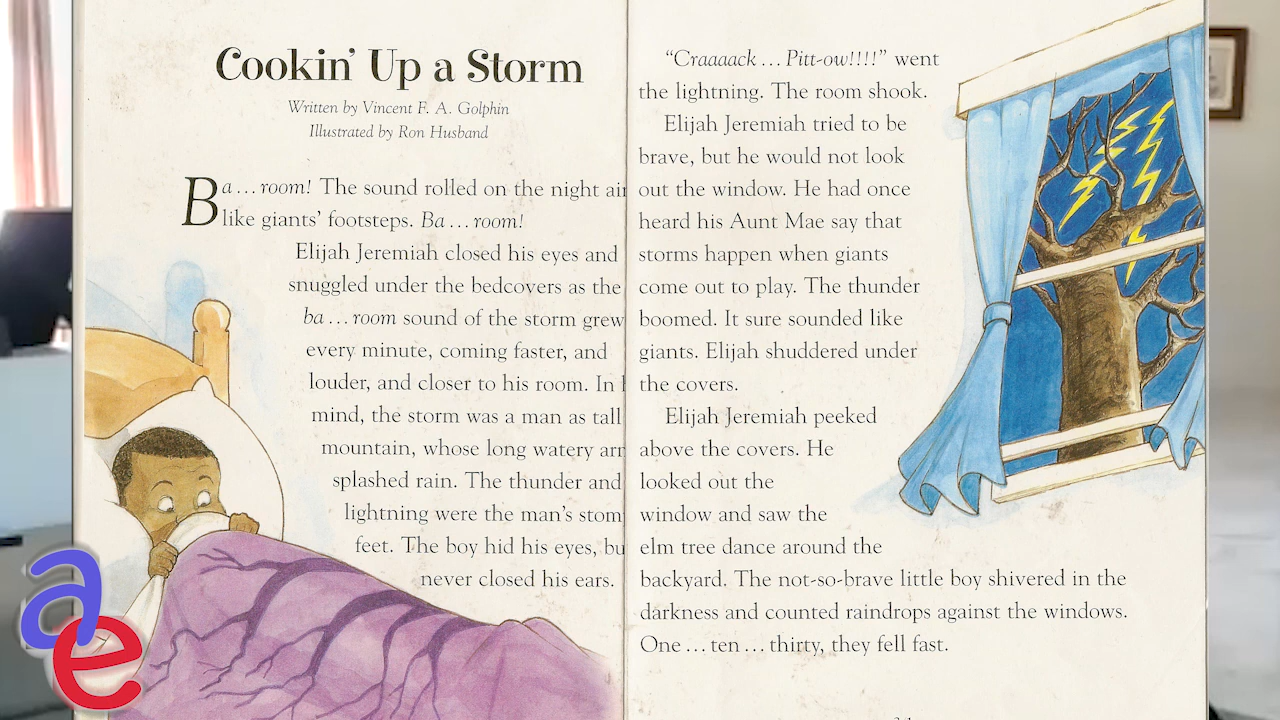 Cookin' Up a Storm
Written by Vincent F. A. Golphin
Illustrated by Ron Husband
Ba…room! The sound rolled on the night air
like giants' footsteps. Ba…room!
Elijah Jeremiah closed his eyes and
snuggled under the bedcovers as the
ba…room sound of the storm grew
every minute, coming faster, and
louder, and closer to his room. In
mind, the storm was a man as tall
mountain, whose long watery
splashed rain. The thunder and
lightning were the man's
feet. The boy hid his eyes,
never closed his ears.
"Craaaack…Pitt-ow!!!!" went
the lightning. The room shook.
Elijah Jeremiah tried to be
brave, but he would not look
out the window. He had once
heard his Aunt Mae say that
storms happen when giants
come out to play. The thunder
boomed. It sure sounded like
giants. Elijah shuddered under
the covers.
Elijah Jeremiah peeked
above the covers. He
looked out the
window and saw the
elm tree dance around the
backyard. The not-so-brave little boy shivered in the
darkness and counted raindrops against the windows.
One…ten…thirty, they fell fast.
ae